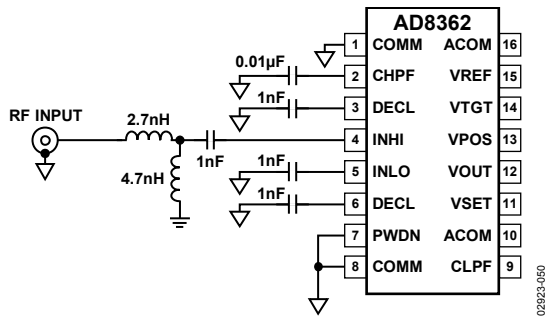 AD8362
1 COMM ACOM 16
0.01µF
2 CHPF VREF 15
1nF
3 DECL VTGT 14
RF INPUT
2.7nH
1nF
4 INHI VPOS 13
4.7nH
1nF
5 INLO VOUT 12
1nF
6 DECL VSET 11
7 PWDN ACOM 10
8 COMM CLPF 9
02923-050